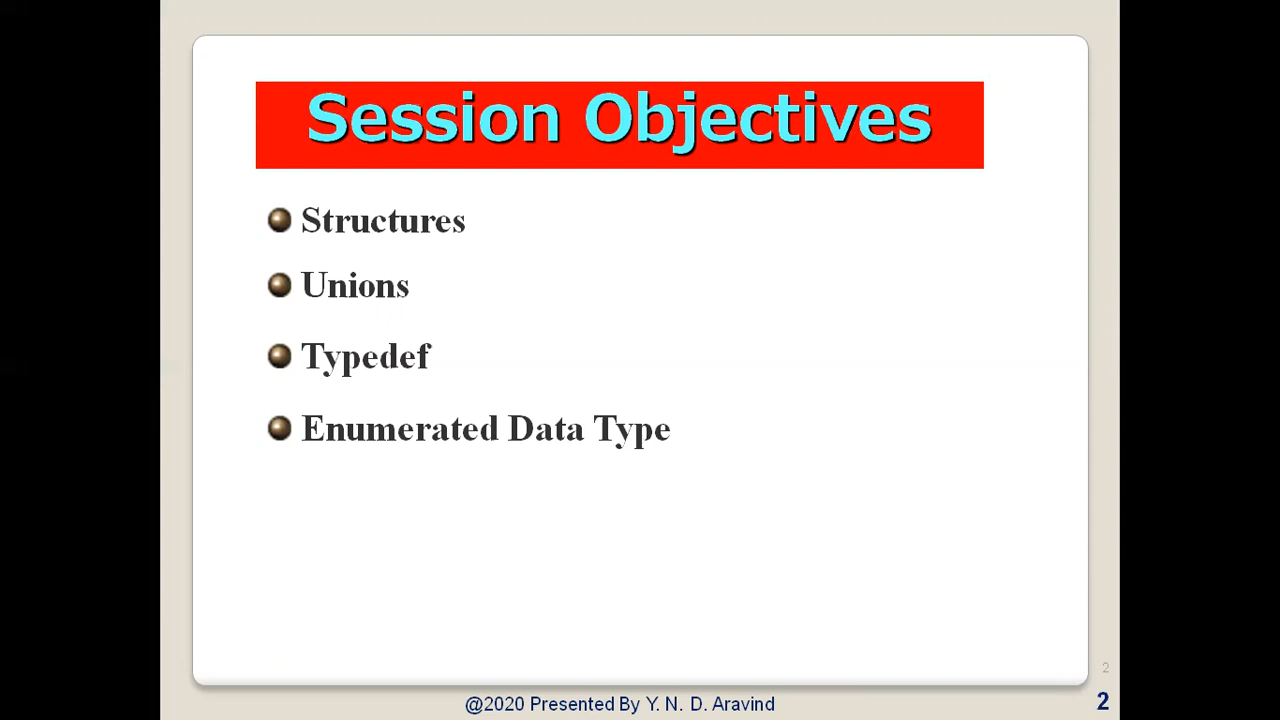 Session Objectives
Structures
Unions
Typedef
Enumerated Data Type
2
@2020 Presented By Y. N. D. Aravind
2